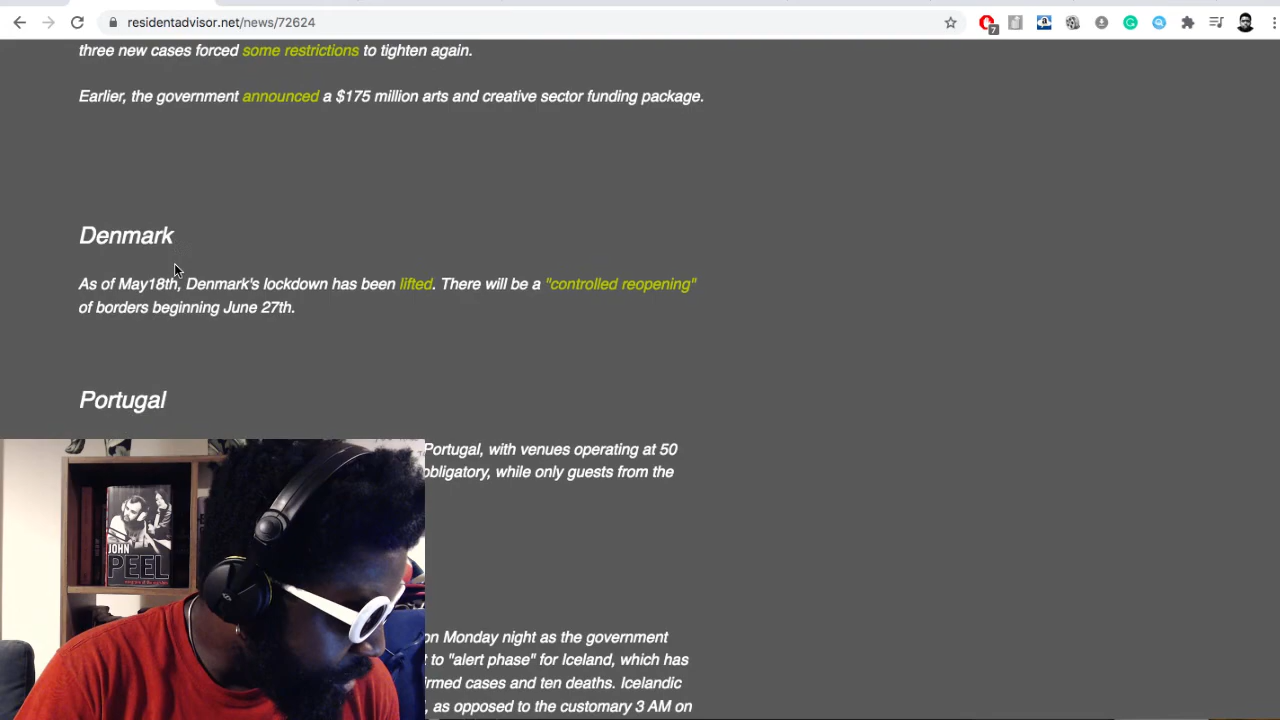 residentadvisor.net/news/72624
7
three new cases forced some restrictions to tighten again.
Earlier, the government announced a $175 million arts and creative sector funding package.
Denmark
As of May18th, Denmark's lockdown has been lifted. There will be a "controlled reopening"
of borders beginning June 27th.
Portugal
Portugal, with venues operating at 50
obligatory, while only guests from the
JOHN
PEEL
on Monday night as the government
t to "alert phase" for Iceland, which has
irmed cases and ten deaths. Icelandic
, as opposed to the customary 3 AM on